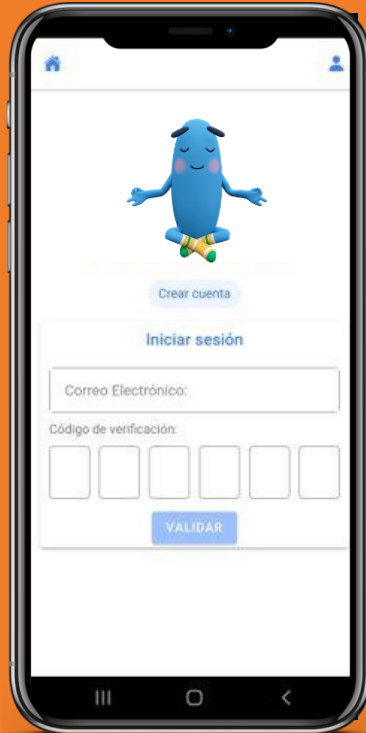 Crear cuenta
Iniciar sesión
Correo Electrónico:
Código de verificación:
VALIDAR